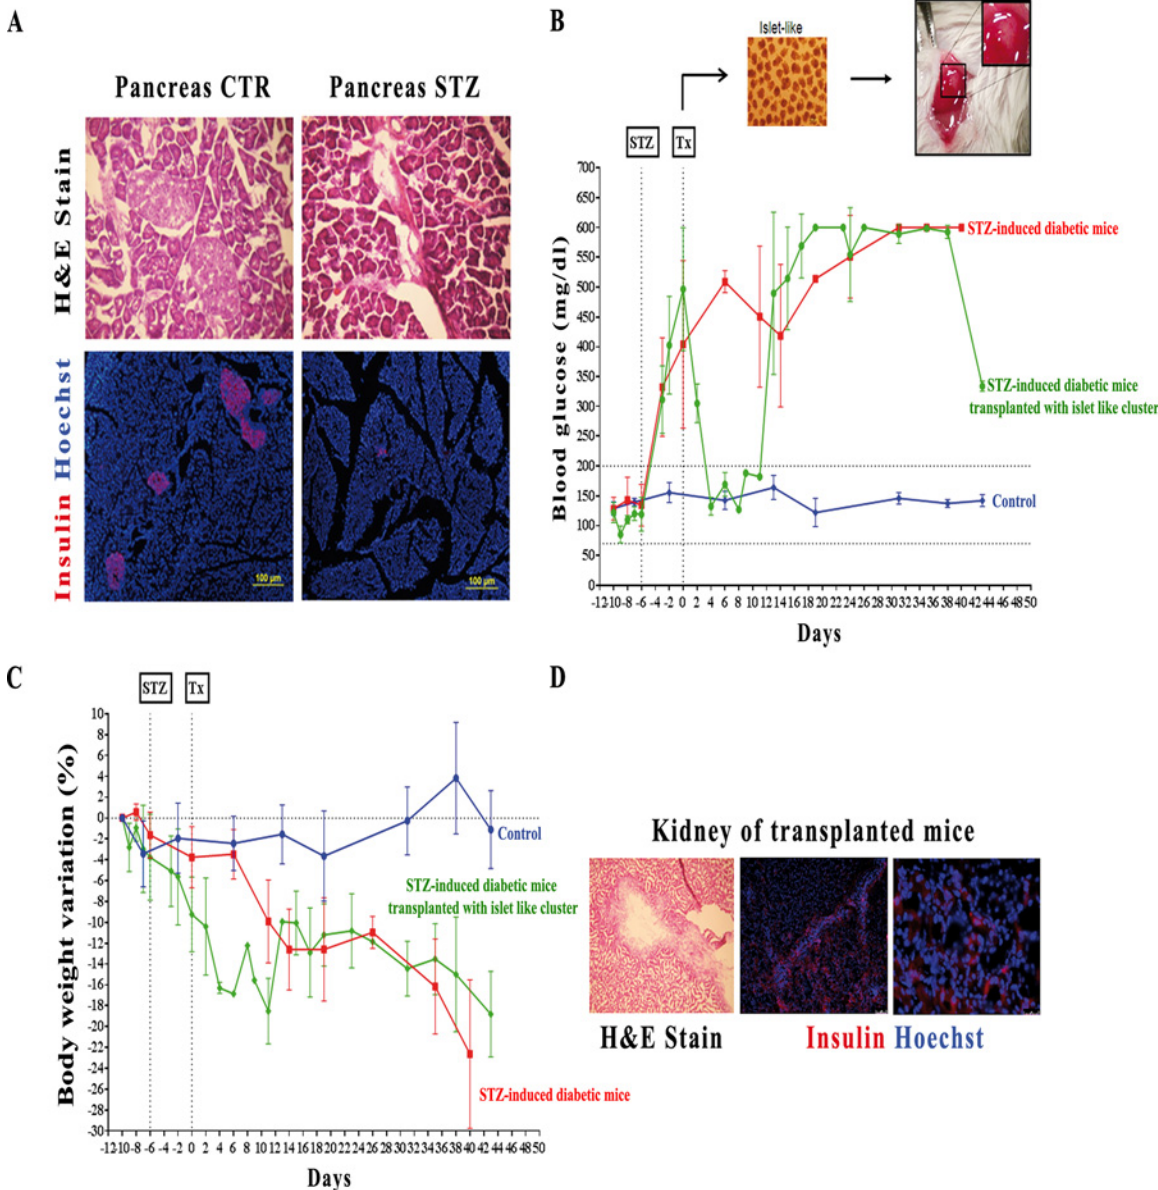 A
Pancreas CTR
Pancreas STZ
H&E Stain
Insulin Hoechst
100 µm
100 µm
B
Islet-like
STZ
Tx
700
650
600
550
500
450
400
350
300
250
200
150
100
50
0
Blood glucose (mg/dl)
STZ-induced diabetic mice
STZ-induced diabetic mice
transplanted with islet like cluster
Control
-12-10 -8 -6 -4 -2 0 2 4 6 8 10 12 14 16 18 20 22 24 26 28 30 32 34 36 38 40 42 44 46 48 50
Days
C
STZ
Tx
10
8
6
4
2
0
-2
-4
-6
-8
-10
-12
-14
-16
-18
-20
-22
-24
-26
-28
-30
Body weight variation (%)
Control
STZ-induced diabetic mice
transplanted with islet like cluster
STZ-induced diabetic mice
-12-10 -8 -6 -4 -2 0 2 4 6 8 10 12 14 16 18 20 22 24 26 28 30 32 34 36 38 40 42 44 46 48 50
Days
D
Kidney of transplanted mice
H&E Stain
Insulin Hoechst